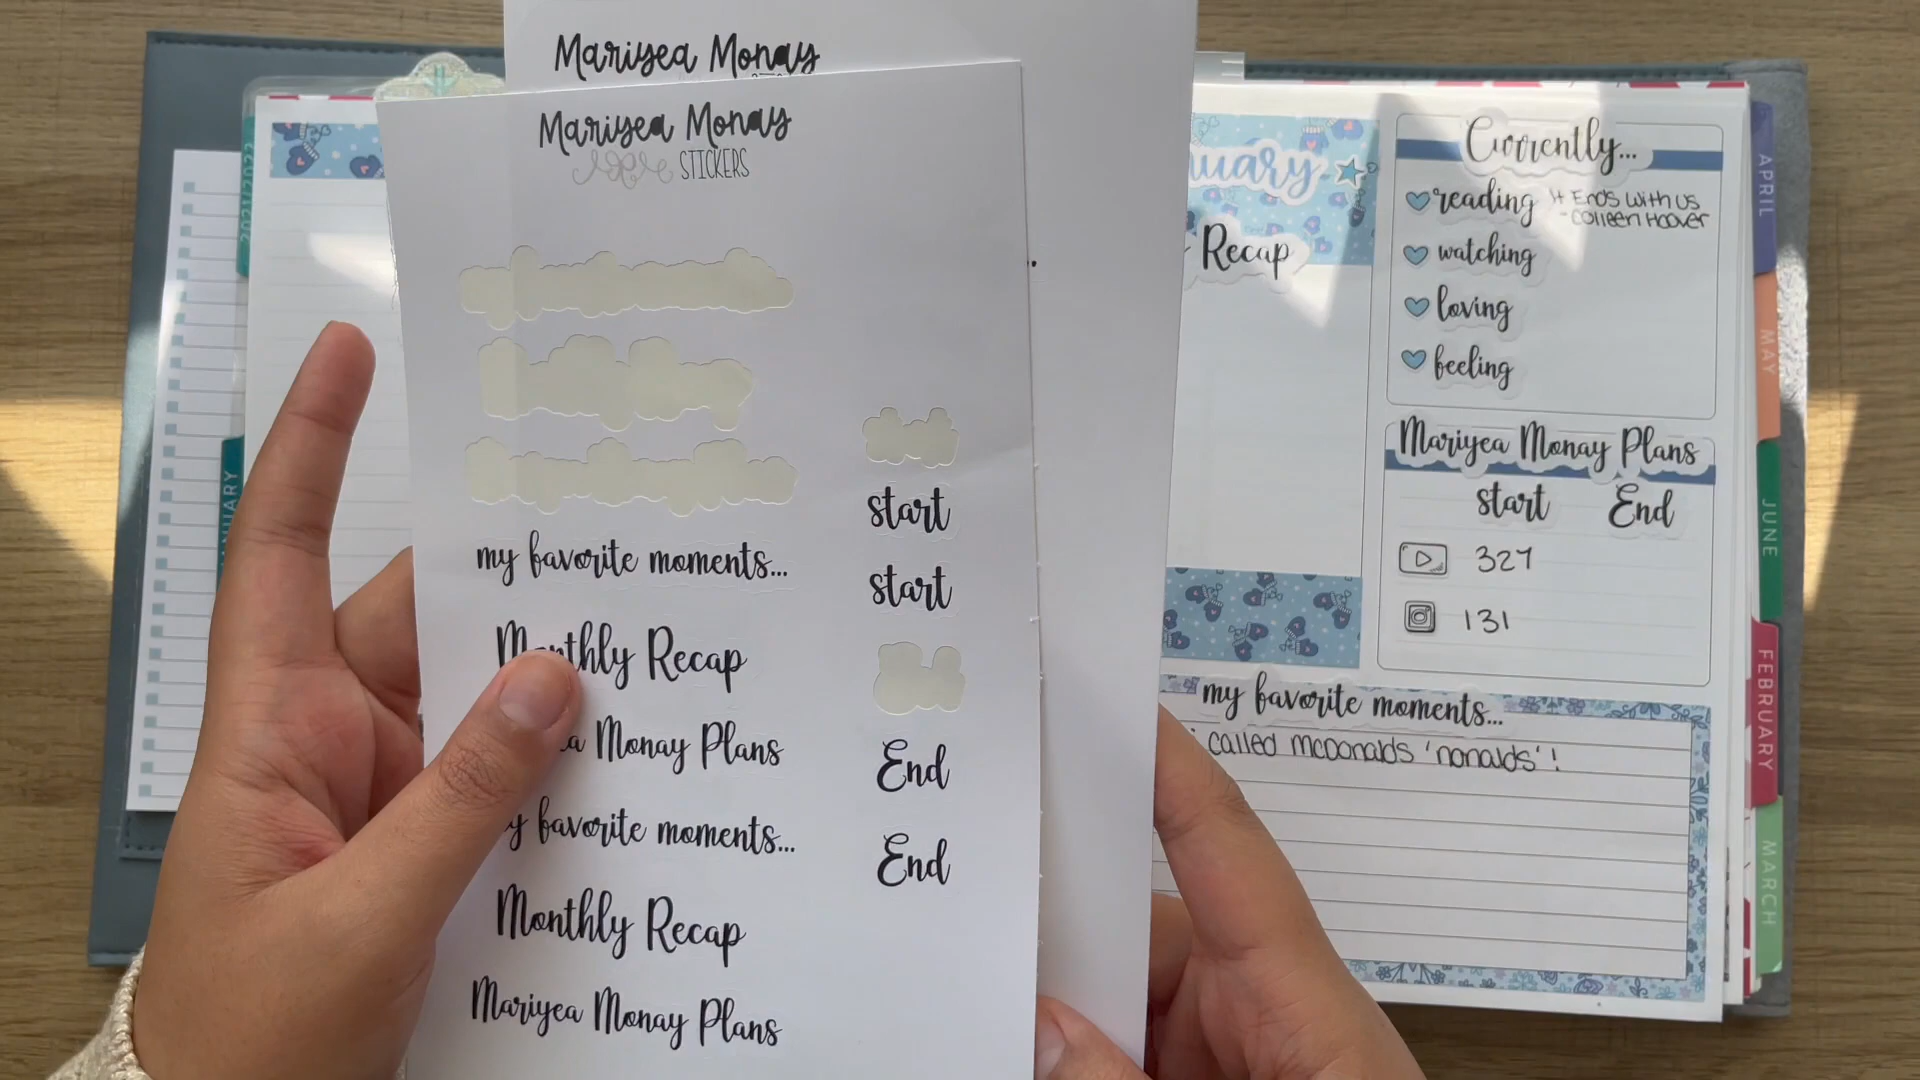 Mariyea Monay
Mariyea Monay
STICKERS
my favorite moments...
Monthly Recap
Monay Plans
favorite moments...
Monthly Recap
Mariyea Monay Plans
start
start
End
End
2021/2022
Recap
Currently...
reading It Ends With Us
- Colleen Hoover
watching
loving
feeling
Mariyea Monay Plans
start End
327
131
my favorite moments...
called mcDonalds 'nonalds'!
APRIL
MAY
JUNE
FEBRUARY
MARCH